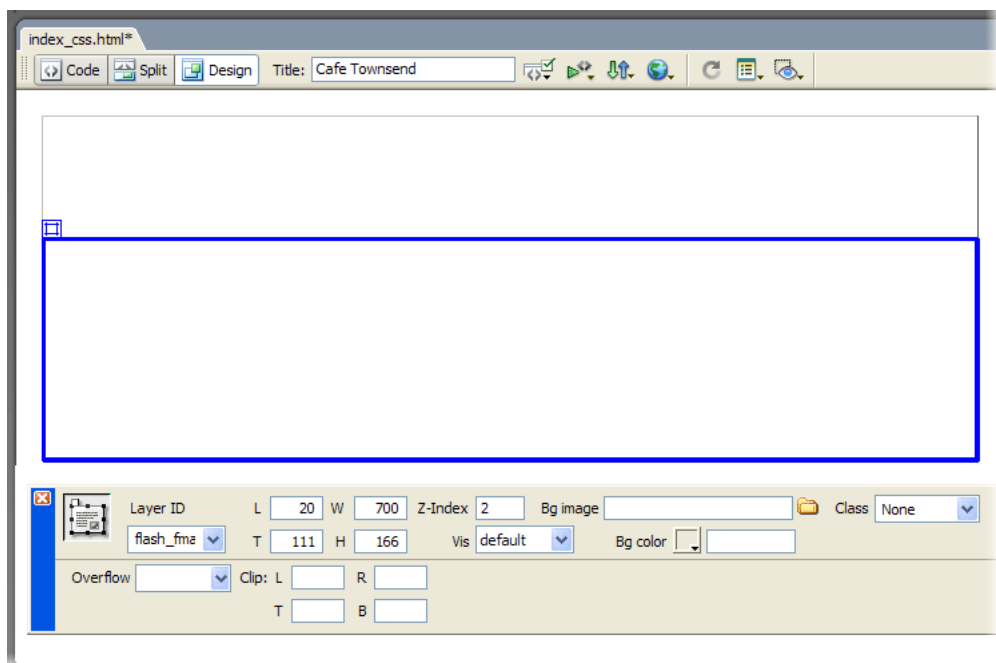 index_css.html*
Code Split Design Title: Cafe Townsend
Layer ID L 20 W 700 Z-Index 2 Bg image Class None
flash_fma T 111 H 166 Vis default Bg color
Overflow Clip: L R
T B